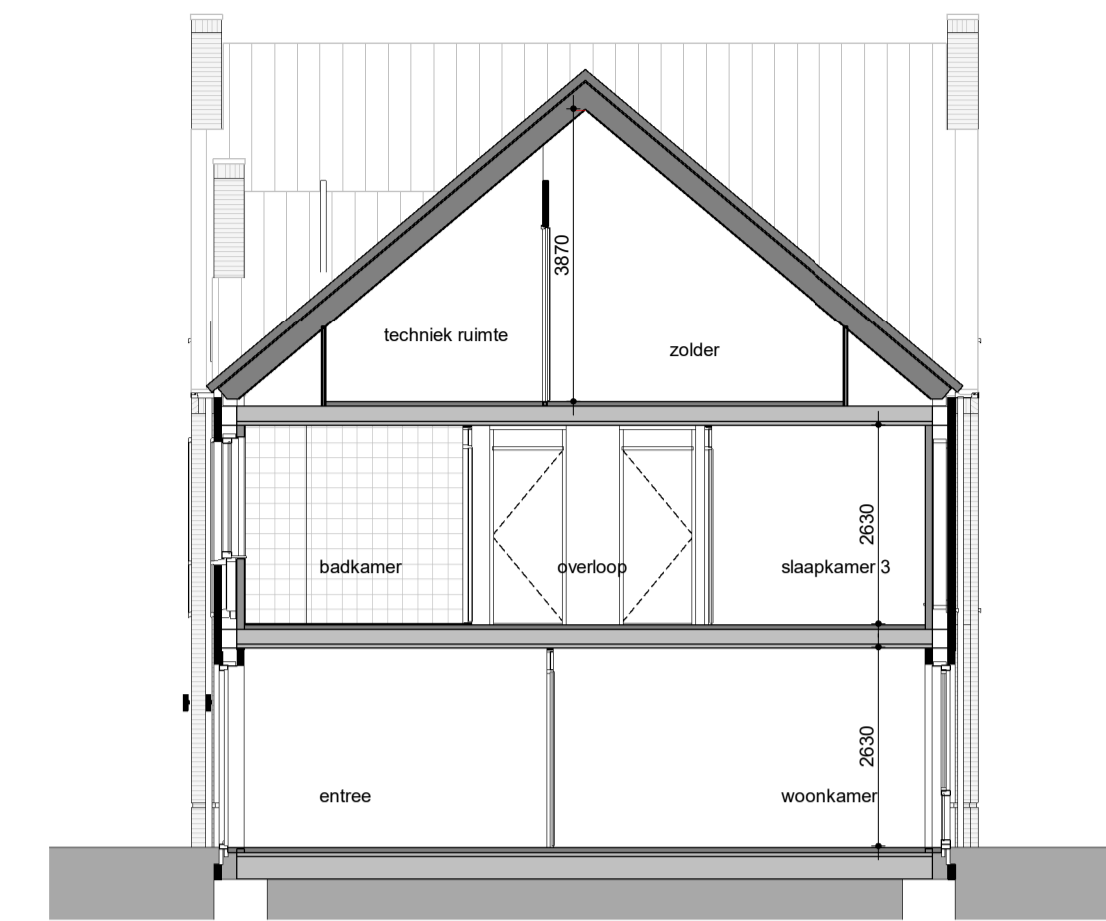 3870
techniek ruimte
zolder
2630
badkamer
overloop
slaapkamer 3
2630
entree
woonkamer